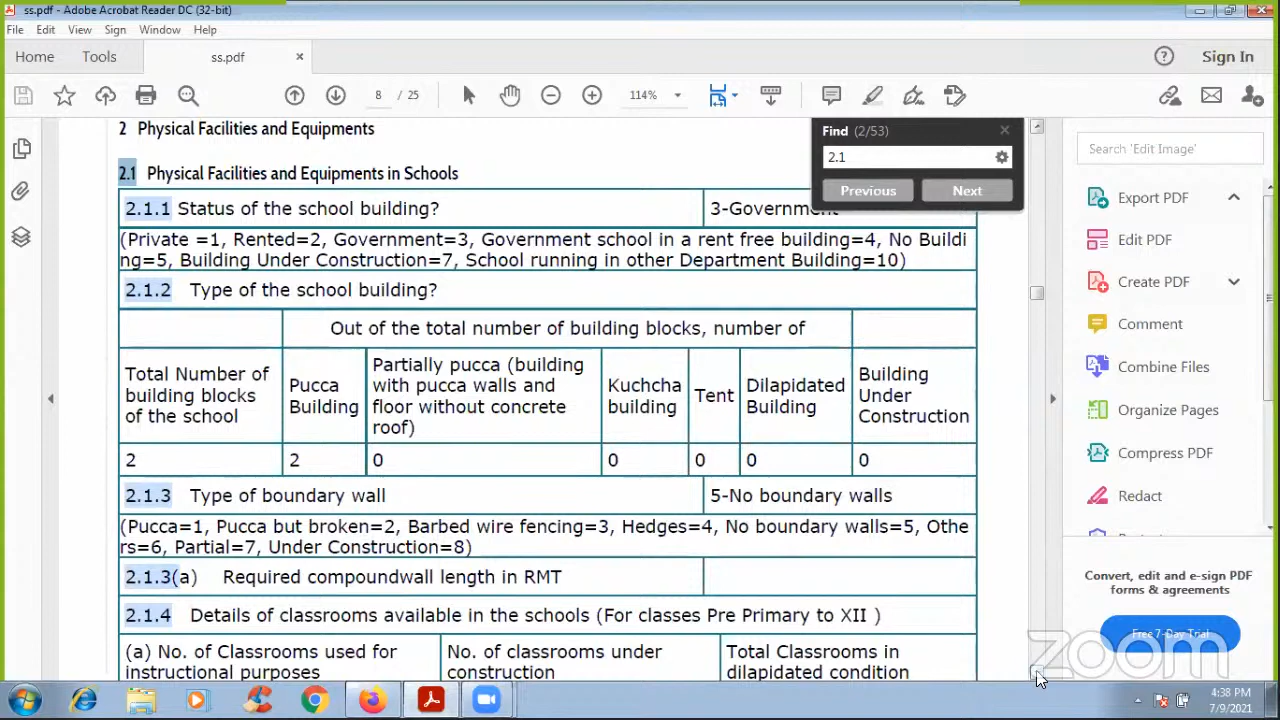 ss.pdf - Adobe Acrobat Reader DC (32-bit)
File Edit View Sign Window Help
Home Tools ss.pdf × Sign In
8 / 25 114%
2 Physical Facilities and Equipments
Find (2/53)
2.1
Previous Next
2.1 Physical Facilities and Equipments in Schools
2.1.1 Status of the school building? 3-Government
(Private =1, Rented=2, Government=3, Government school in a rent free building=4, No Buildi
ng=5, Building Under Construction=7, School running in other Department Building=10)
2.1.2 Type of the school building?
Out of the total number of building blocks, number of
Total Number of
building blocks
of the school
Pucca
Building
Partially pucca (building
with pucca walls and
floor without concrete
roof)
Kuchcha
building
Tent
Dilapidated
Building
Building
Under
Construction
2 2 0 0 0 0 0
2.1.3 Type of boundary wall 5-No boundary walls
(Pucca=1, Pucca but broken=2, Barbed wire fencing=3, Hedges=4, No boundary walls=5, Othe
rs=6, Partial=7, Under Construction=8)
2.1.3(a) Required compoundwall length in RMT
2.1.4 Details of classrooms available in the schools (For classes Pre Primary to XII )
(a) No. of Classrooms used for
instructional purposes
No. of classrooms under
construction
Total Classrooms in
dilapidated condition
Search 'Edit Image'
Export PDF
Edit PDF
Create PDF
Comment
Combine Files
Organize Pages
Compress PDF
Redact
Convert, edit and e-sign PDF
forms & agreements
Free 7-Day Trial
zoom
4:38 PM
7/9/2021